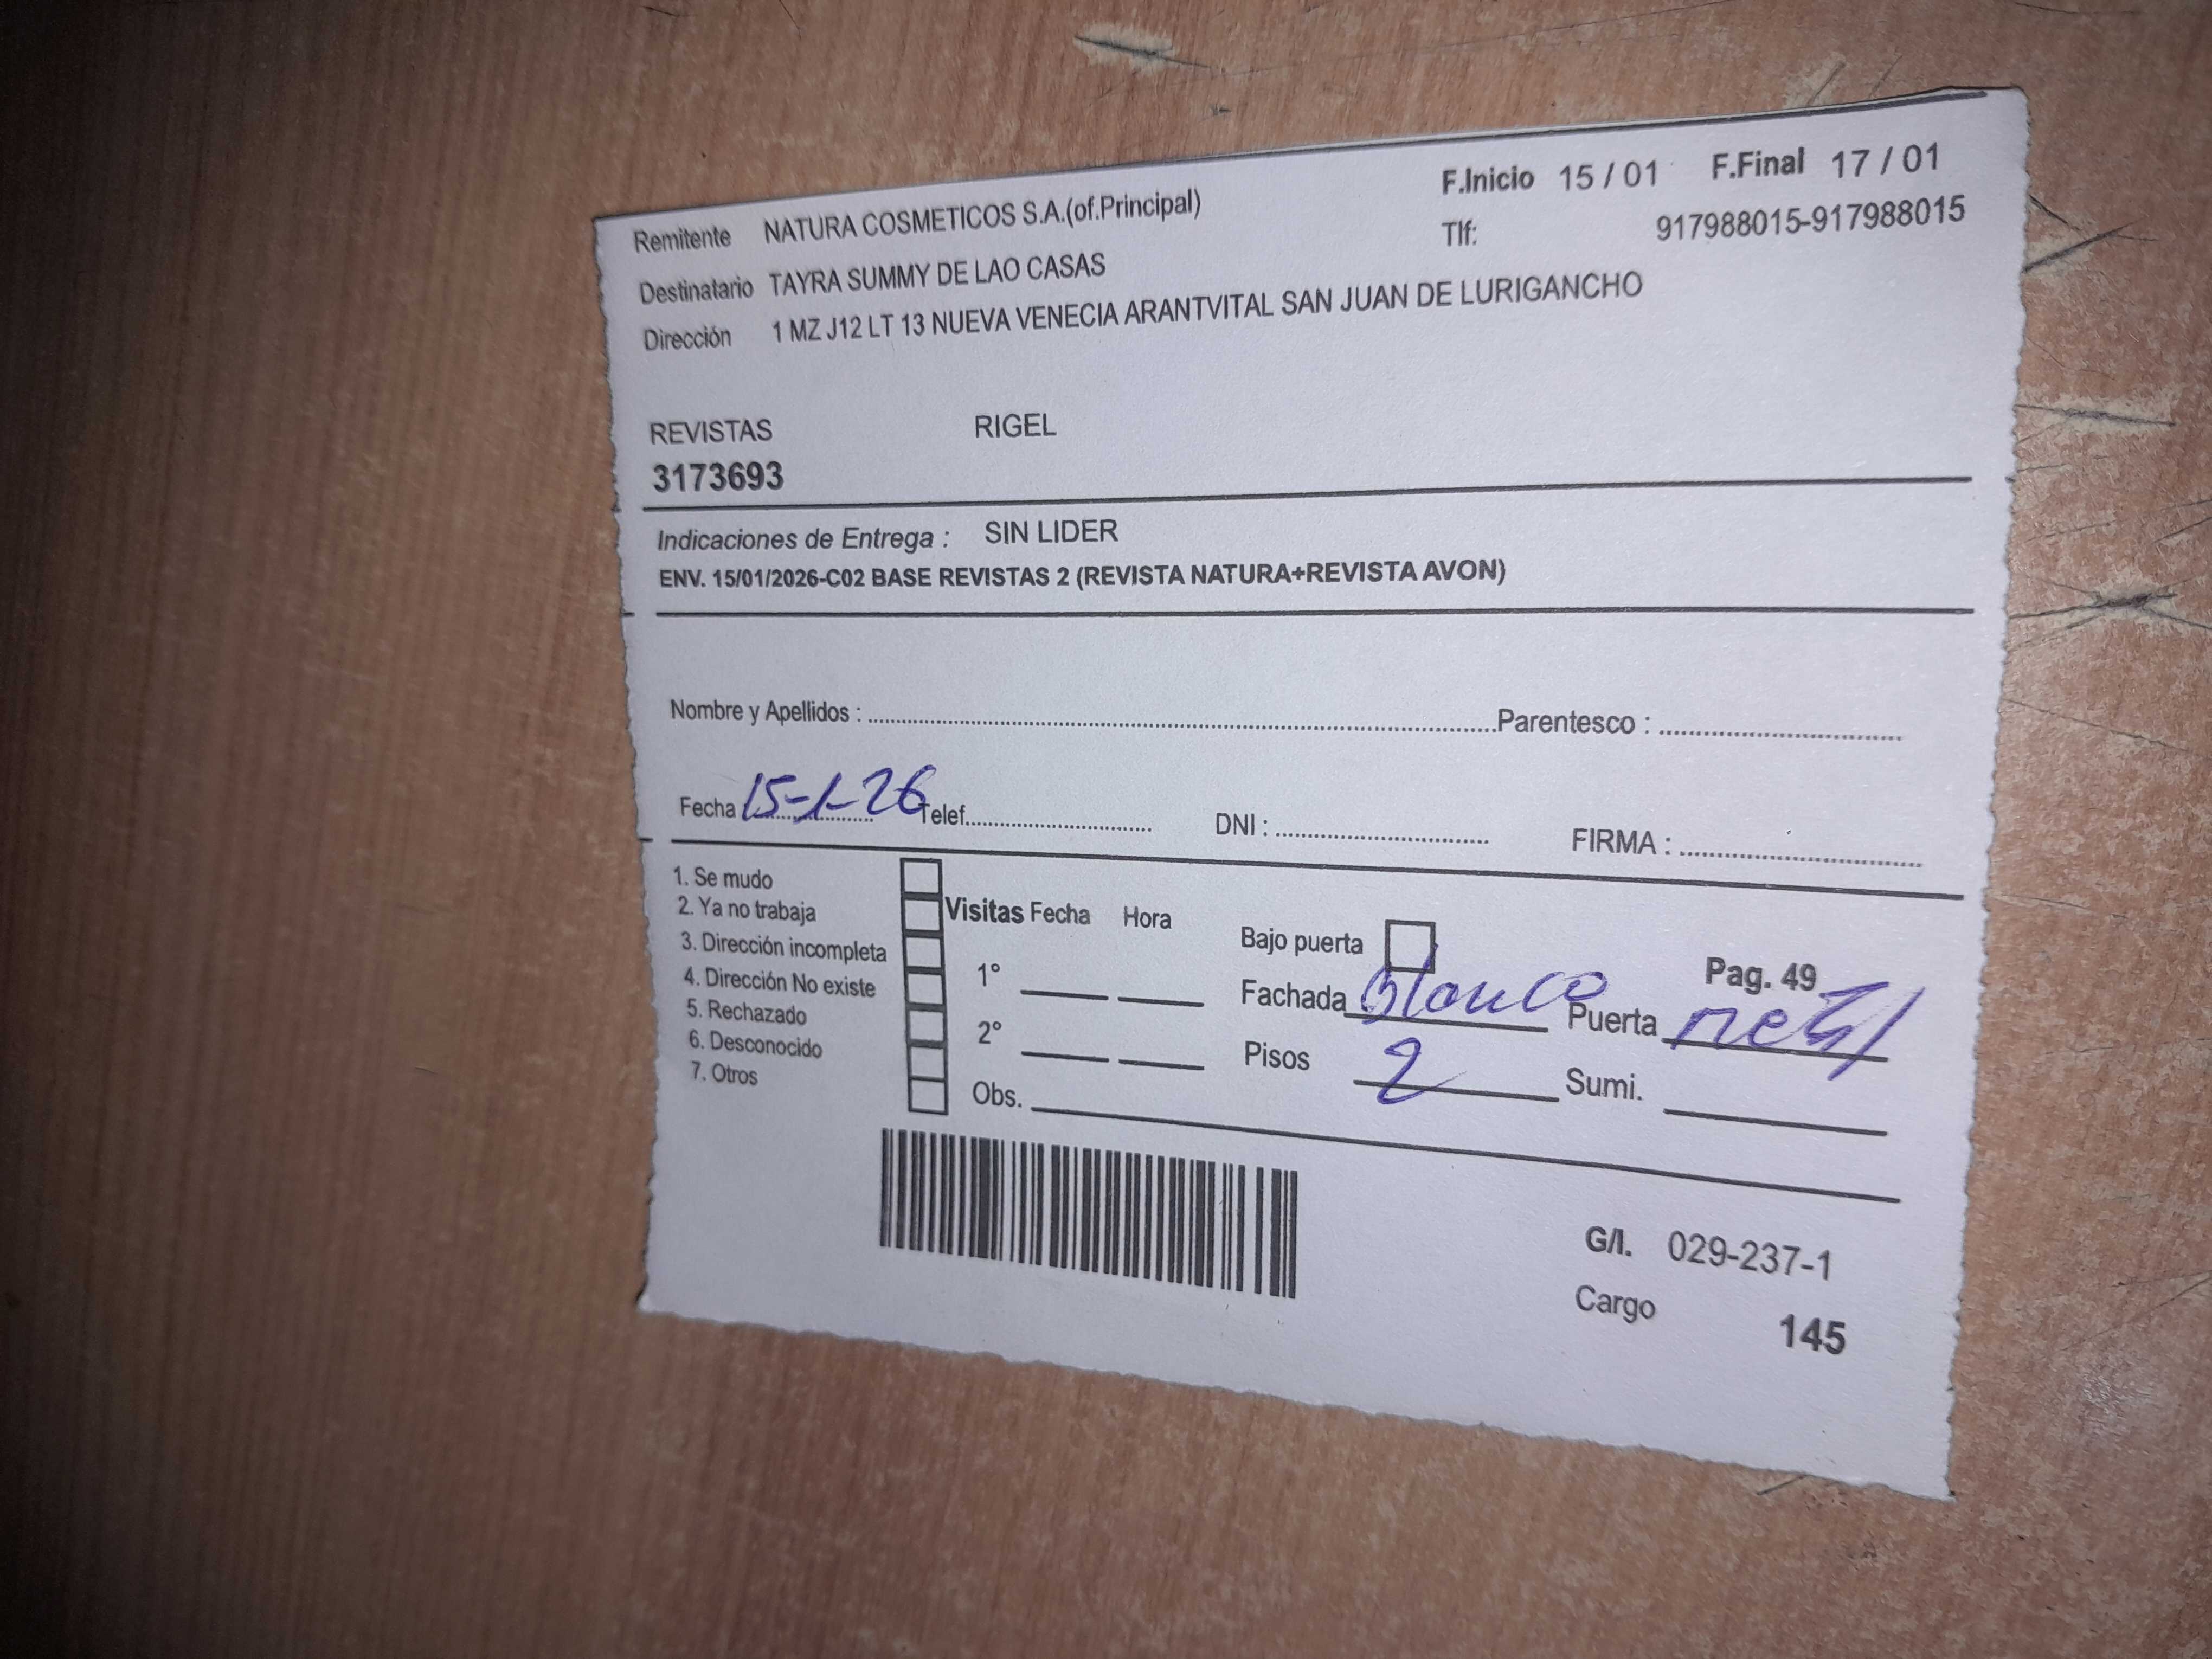 F.Inicio 15 / 01 F.Final 17 / 01
Remitente NATURA COSMETICOS S.A.(of.Principal) Tlf: 917988015-917988015
Destinatario TAYRA SUMMY DE LAO CASAS
Dirección 1 MZ J12 LT 13 NUEVA VENECIA ARANTVITAL SAN JUAN DE LURIGANCHO
REVISTAS RIGEL
3173693
Indicaciones de Entrega : SIN LIDER
ENV. 15/01/2026-C02 BASE REVISTAS 2 (REVISTA NATURA+REVISTA AVON)
Nombre y Apellidos : Parentesco :
Fecha 15-1-26 Telef. DNI : FIRMA :
1. Se mudo
2. Ya no trabaja
3. Dirección incompleta
4. Dirección No existe
5. Rechazado
6. Desconocido
7. Otros
Visitas Fecha Hora
1°
2°
Obs.
Bajo puerta Pag. 49
Fachada Blanco Puerta metal
Pisos 2 Sumi.
G/I. 029-237-1
Cargo 145